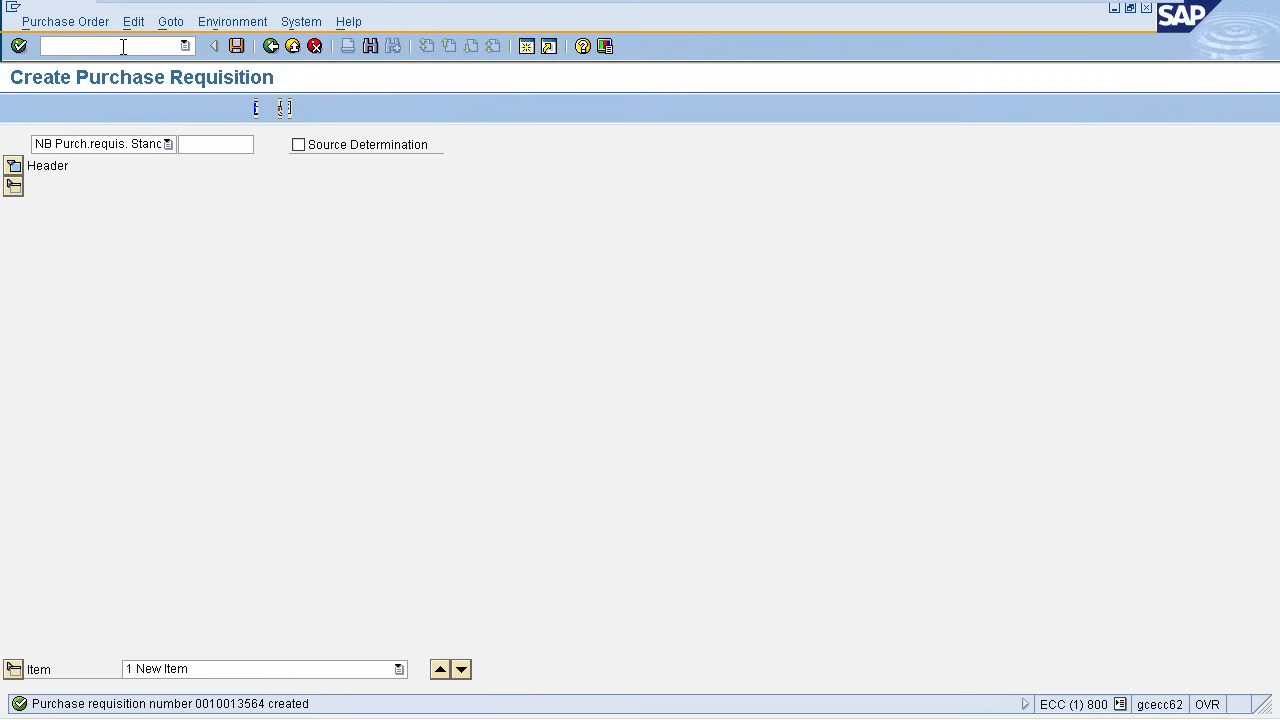 Purchase Order Edit Goto Environment System Help
SAP
Create Purchase Requisition
NB Purch.requis. Stanc
Source Determination
Header
Item
1 New Item
Purchase requisition number 0010013564 created
ECC (1) 800
gcecc62
OVR